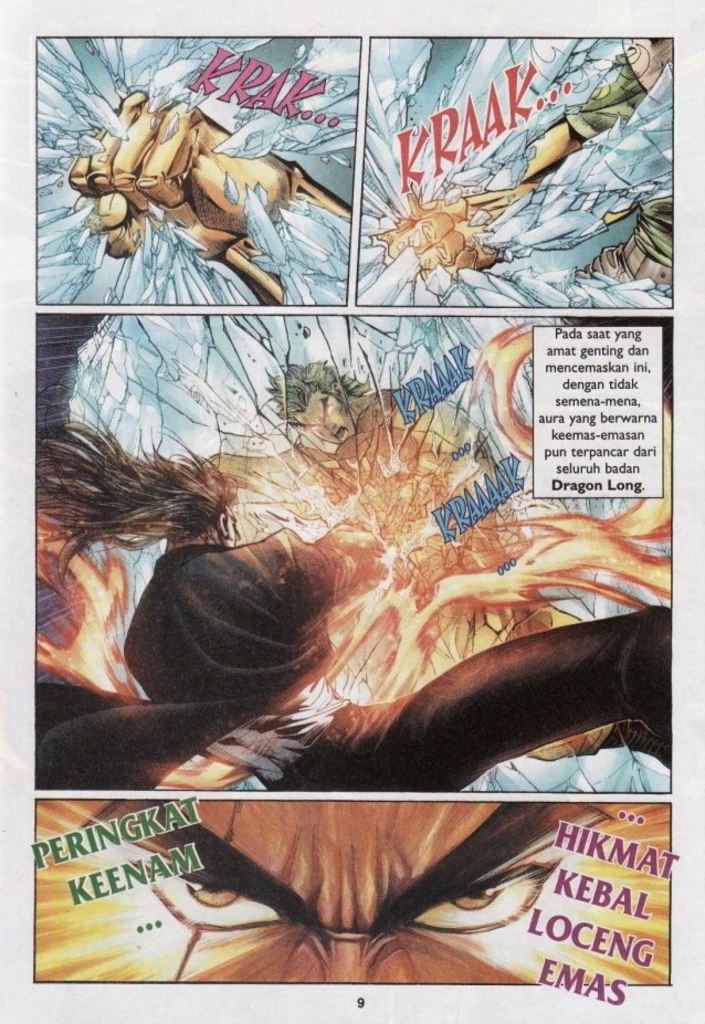 KRAK...
KRAAK...
Pada saat yang
amat genting dan
mencemaskan ini,
dengan tidak
semena-mena,
aura yang berwarna
keemas-emasan
pun terpancar dari
seluruh badan
Dragon Long.
KRAAAK
...
KRAAAAK
...
PERINGKAT
KEENAM
...
...
HIKMAT
KEBAL
LOCENG
EMAS
9